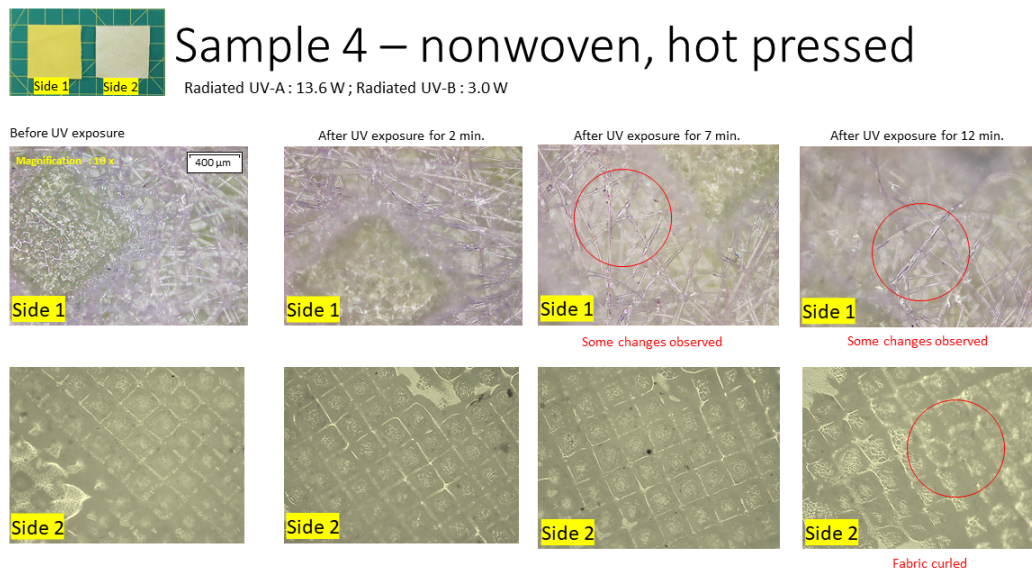 Sample 4 – nonwoven, hot pressed
Side 1 Side 2
Radiated UV-A : 13.6 W ; Radiated UV-B : 3.0 W
Before UV exposure
After UV exposure for 2 min.
After UV exposure for 7 min.
After UV exposure for 12 min.
Magnification : 10 x
400 µm
Side 1
Side 1
Side 1
Side 1
Some changes observed
Some changes observed
Side 2
Side 2
Side 2
Side 2
Fabric curled